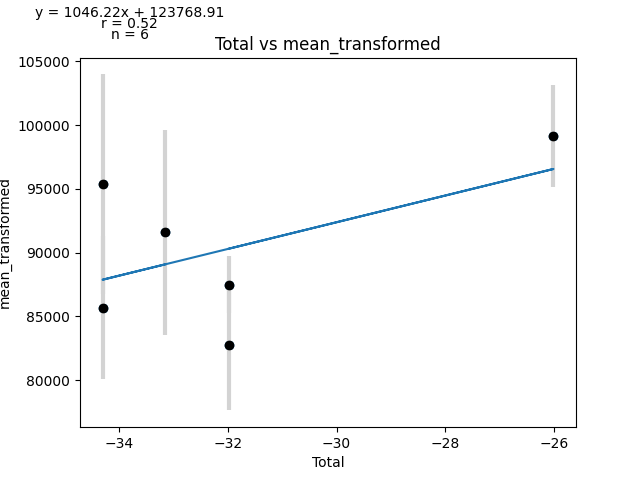 y = 1046.22x + 123768.91
r = 0.52
n = 6
Total vs mean_transformed
105000
100000
95000
90000
85000
80000
mean_transformed
−34
−32
−30
−28
−26
Total